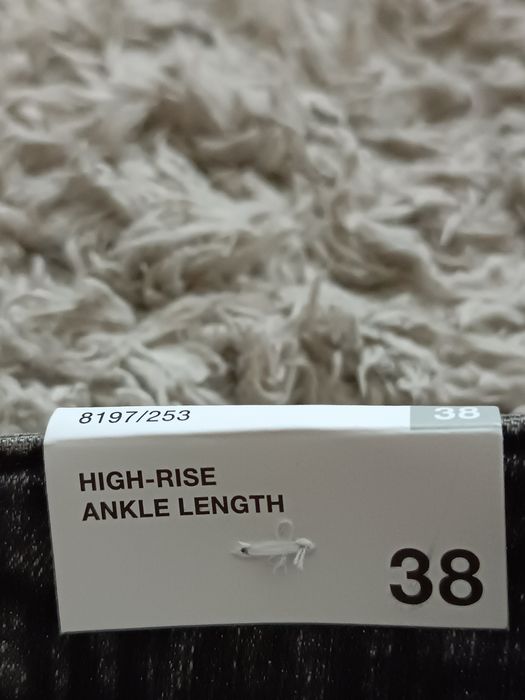 8197/253 38
HIGH-RISE
ANKLE LENGTH
38